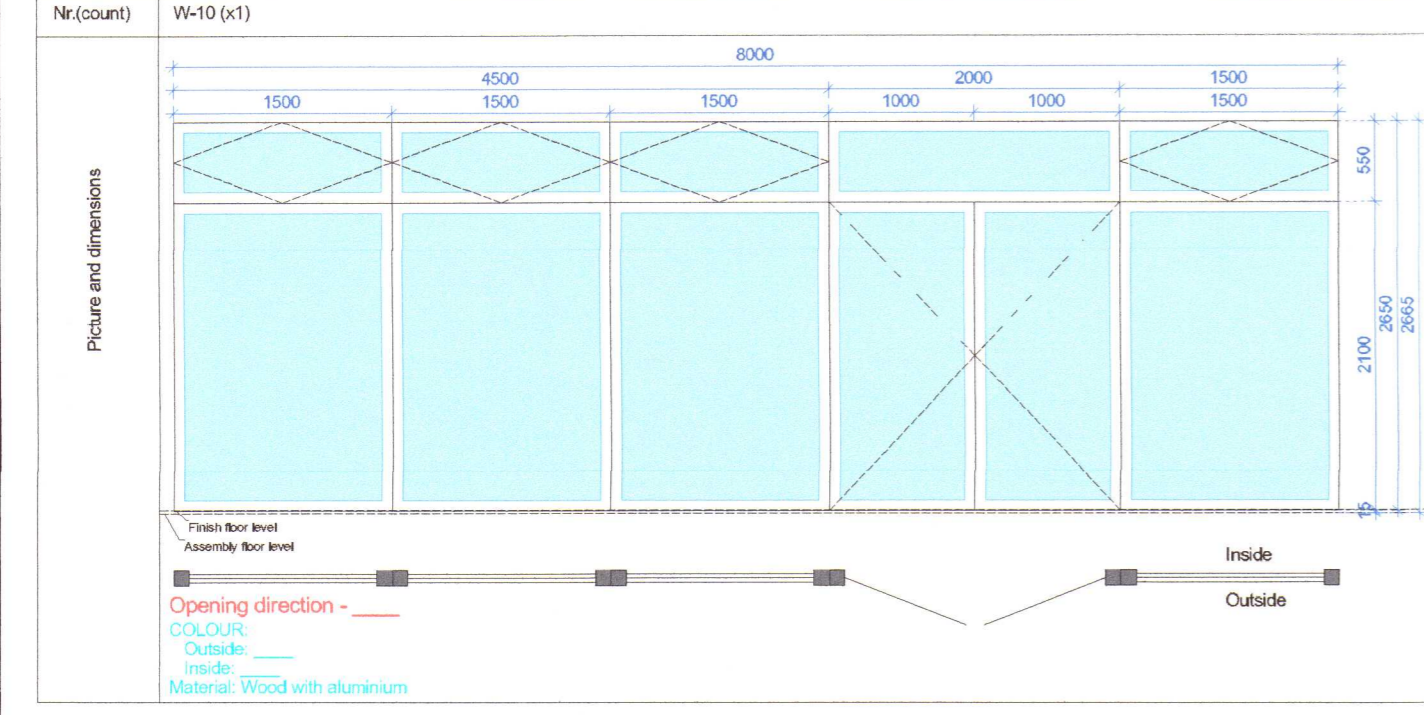 Nr.(count) W-10 (x1)
8000
4500 2000 1500
1500 1500 1500 1000 1000 1500
Picture and dimensions
550
2100
2650
2665
15
Finish floor level
Assembly floor level
Inside
Outside
Opening direction - ____
COLOUR:
Outside: ____
Inside: ____
Material: Wood with aluminium